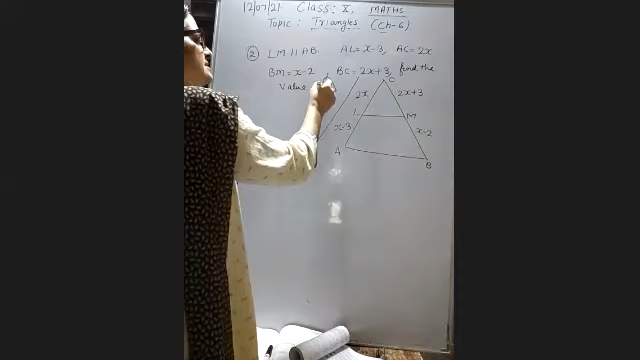 12/07/21. Class: X, MATHS
Topic: Triangles (Ch-6)
② LM || AB. AL = x-3, AC = 2x
BM = x-2, BC = 2x+3, find the
value
C
2x
2x+3
L
M
x-3
x-2
A
B